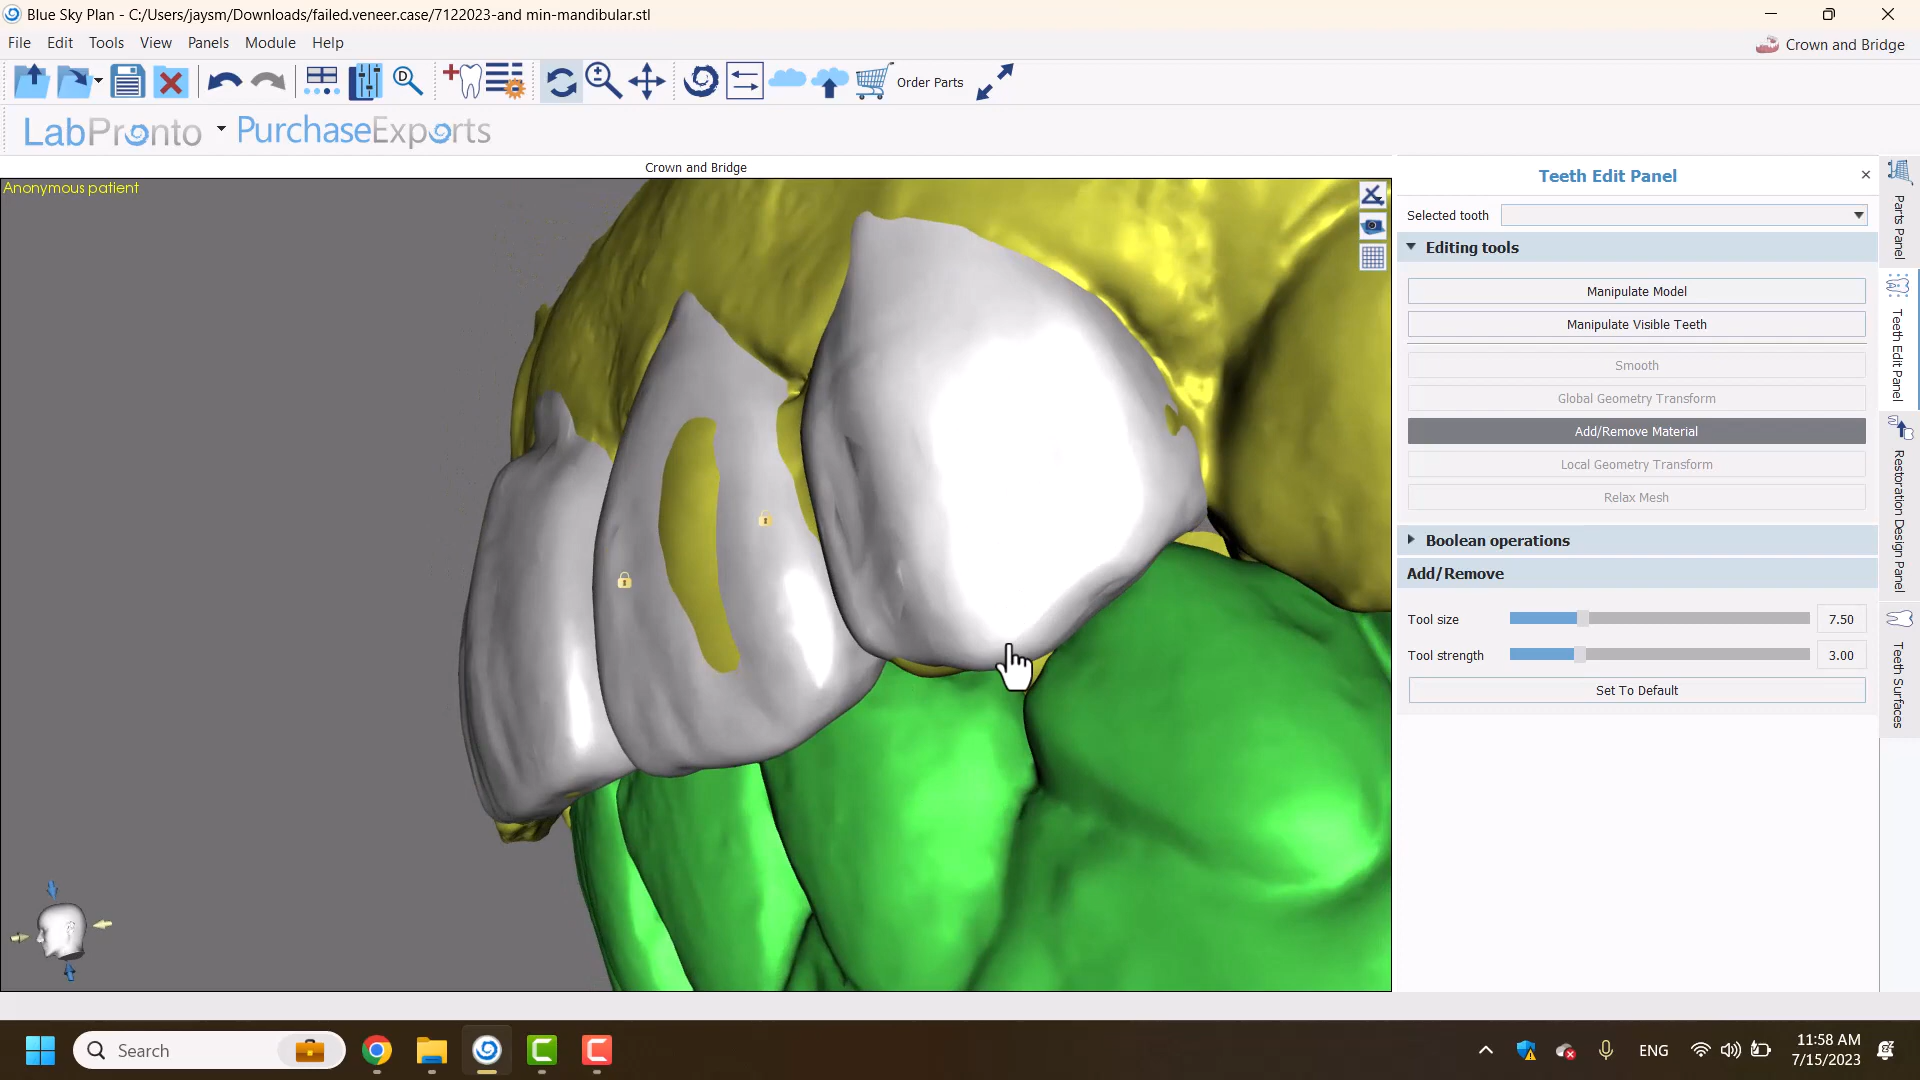 Blue Sky Plan - C:/Users/jaysm/Downloads/failed.veneer.case/7122023-and min-mandibular.stl
File Edit Tools View Panels Module Help
Crown and Bridge
D
Order Parts
LabPronto PurchaseExports
Crown and Bridge
Anonymous patient
Teeth Edit Panel
Selected tooth
Editing tools
Manipulate Model
Manipulate Visible Teeth
Smooth
Global Geometry Transform
Add/Remove Material
Local Geometry Transform
Relax Mesh
Boolean operations
Add/Remove
Tool size 7.50
Tool strength 3.00
Set To Default
Parts Panel
Teeth Edit Panel
Restoration Design Panel
Teeth Surfaces
Search
ENG
11:58 AM
7/15/2023